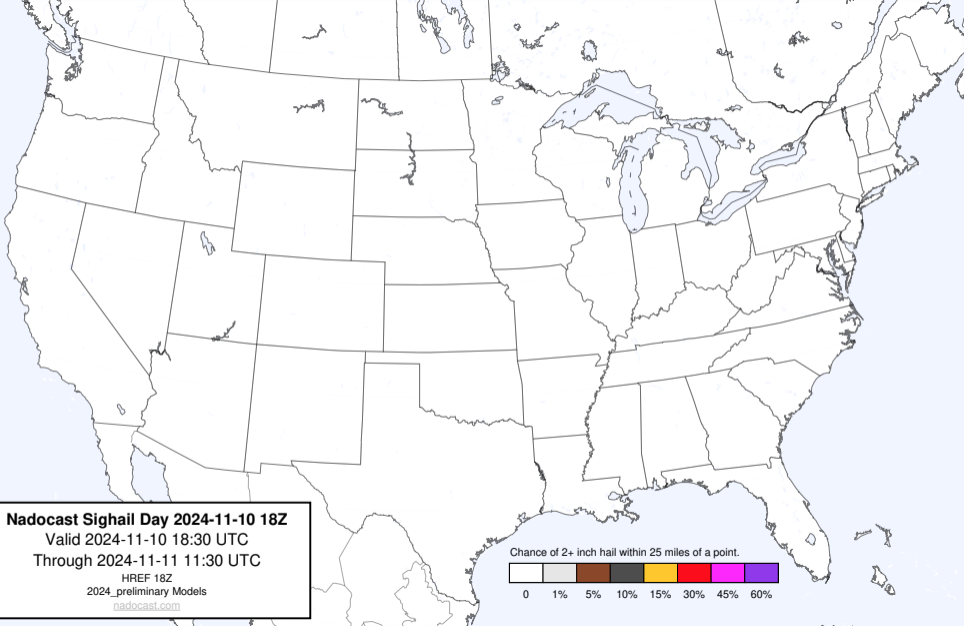 Nadocast Sighail Day 2024-11-10 18Z
Valid 2024-11-10 18:30 UTC
Through 2024-11-11 11:30 UTC
HREF 18Z
2024_preliminary Models
nadocast.com
Chance of 2+ inch hail within 25 miles of a point.
0 1% 5% 10% 15% 30% 45% 60%